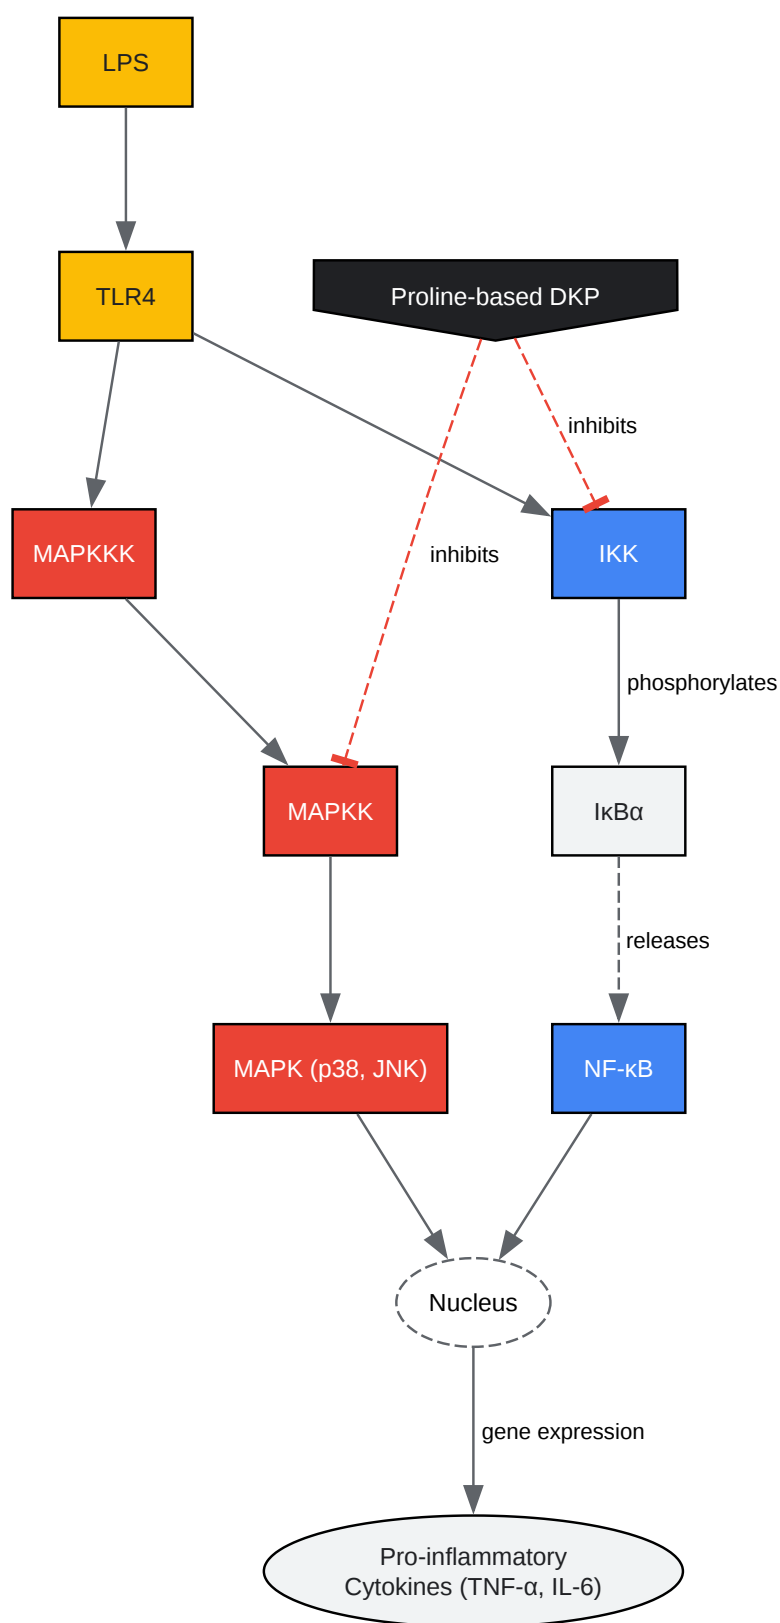 LPS
TLR4
Proline-based DKP
inhibits
MAPKKK
inhibits
IKK
phosphorylates
MAPKK
IκBα
releases
MAPK (p38, JNK)
NF-κB
Nucleus
gene expression
Pro-inflammatory
Cytokines (TNF-α, IL-6)